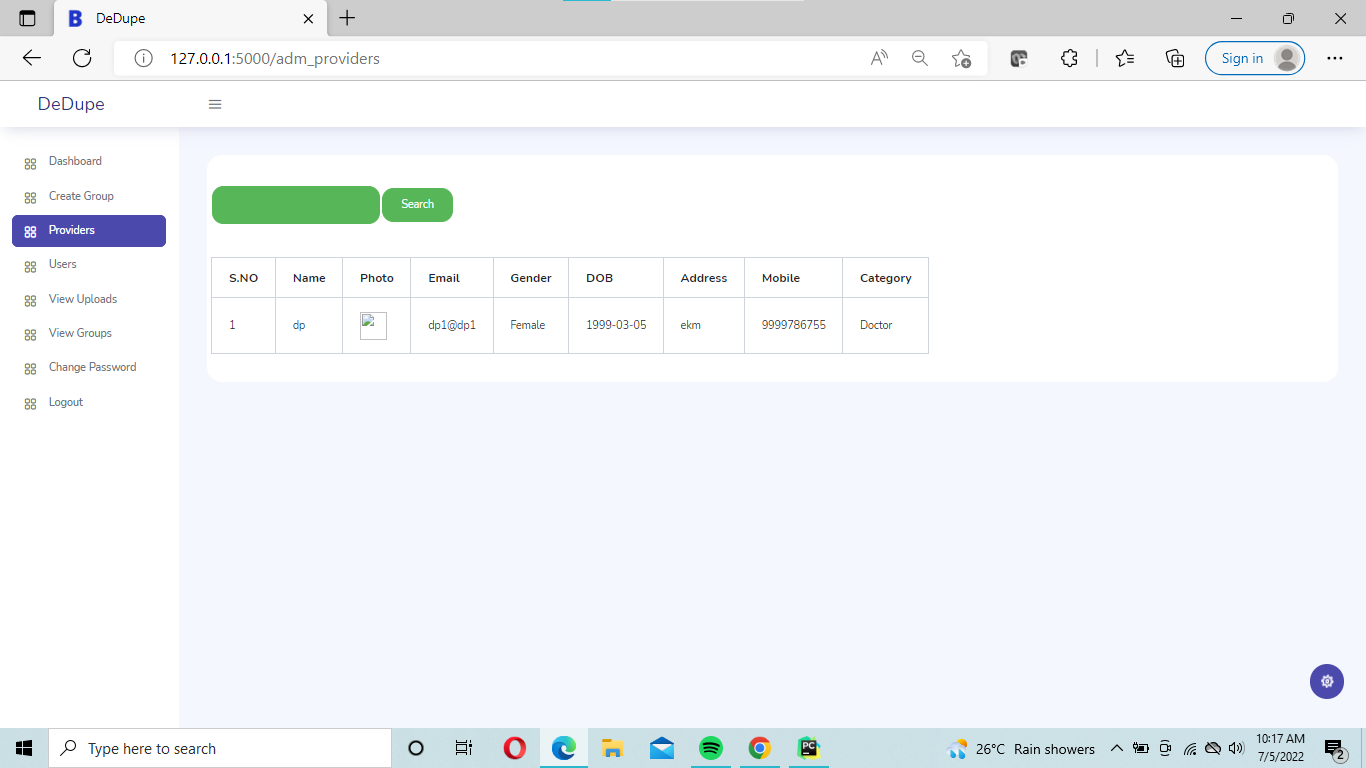 DeDupe
127.0.0.1:5000/adm_providers
Sign in
DeDupe
Dashboard
Create Group
Providers
Users
View Uploads
View Groups
Change Password
Logout
Search
S.NO Name Photo Email Gender DOB Address Mobile Category
1 dp dp1@dp1 Female 1999-03-05 ekm 9999786755 Doctor
Type here to search
PC
26°C Rain showers
10:17 AM
7/5/2022
2